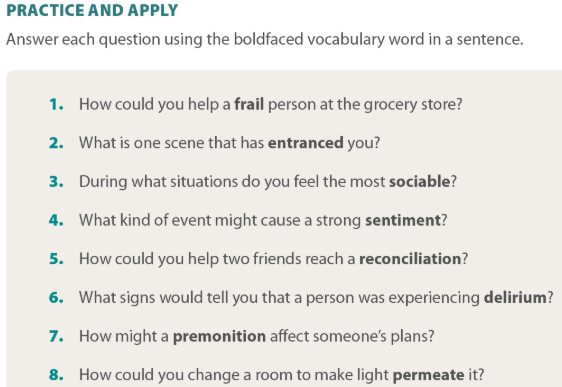 PRACTICE AND APPLY
Answer each question using the boldfaced vocabulary word in a sentence.
1. How could you help a frail person at the grocery store?
2. What is one scene that has entranced you?
3. During what situations do you feel the most sociable?
4. What kind of event might cause a strong sentiment?
5. How could you help two friends reach a reconciliation?
6. What signs would tell you that a person was experiencing delirium?
7. How might a premonition affect someone's plans?
8. How could you change a room to make light permeate it?